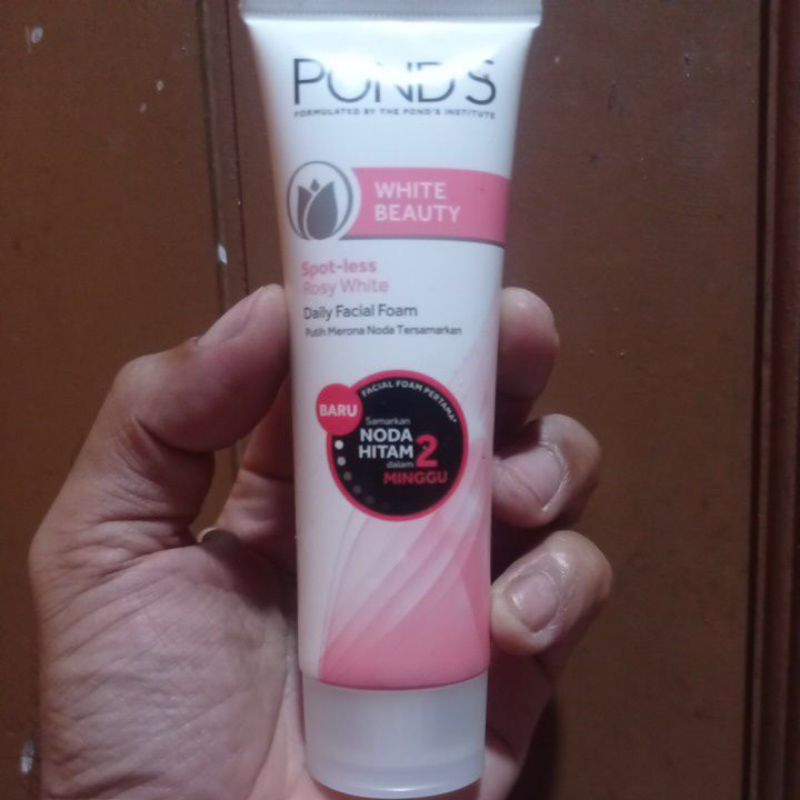 POND'S
FORMULATED BY THE POND'S INSTITUTE
WHITE
BEAUTY
Spot-less
Rosy White
Daily Facial Foam
Putih Merona Noda Tersamarkan
BARU
FACIAL FOAM PERTAMA*
Samarkan
NODA
HITAM
dalam
2
MINGGU